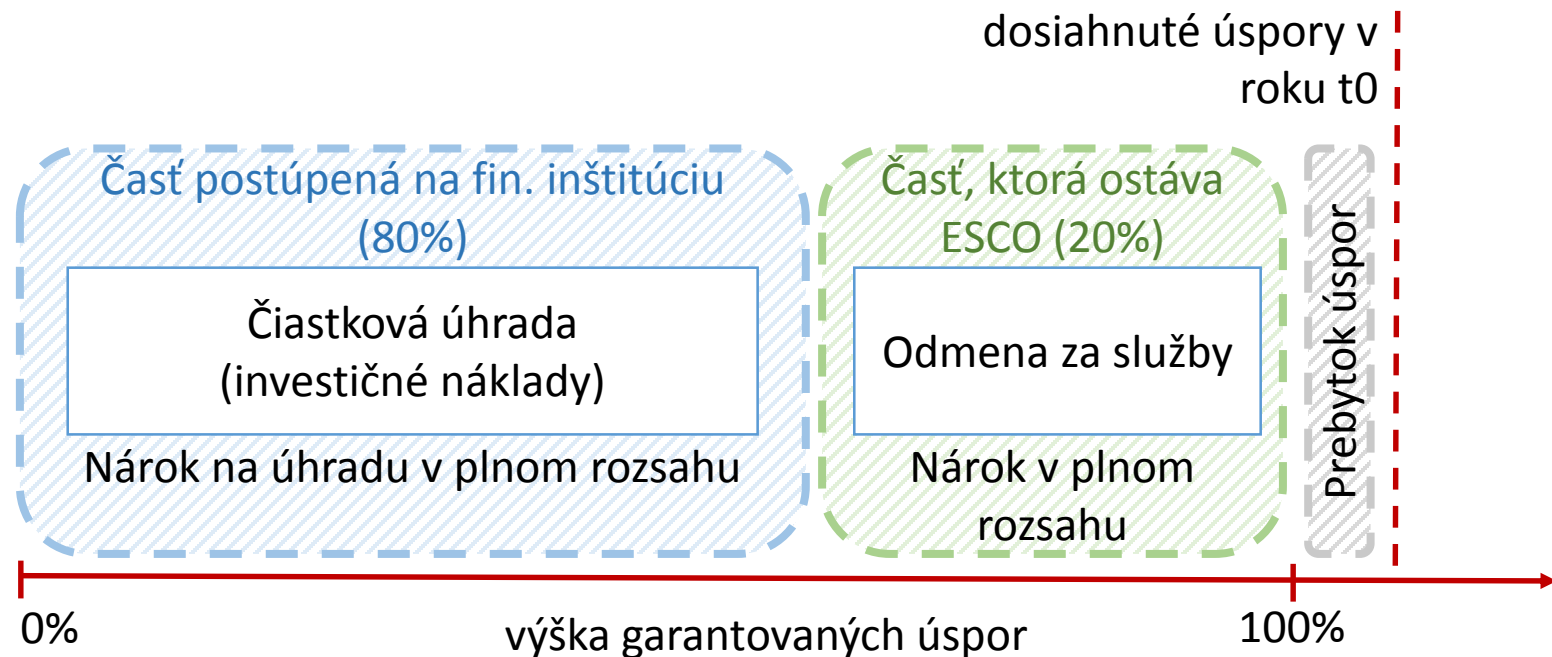 dosiahnuté úspory v
roku t0
Časť postúpená na fin. inštitúciu
(80%)
Čiastková úhrada
(investičné náklady)
Nárok na úhradu v plnom rozsahu
Časť, ktorá ostáva
ESCO (20%)
Odmena za služby
Nárok v plnom
rozsahu
Prebytok úspor
0%
výška garantovaných úspor
100%